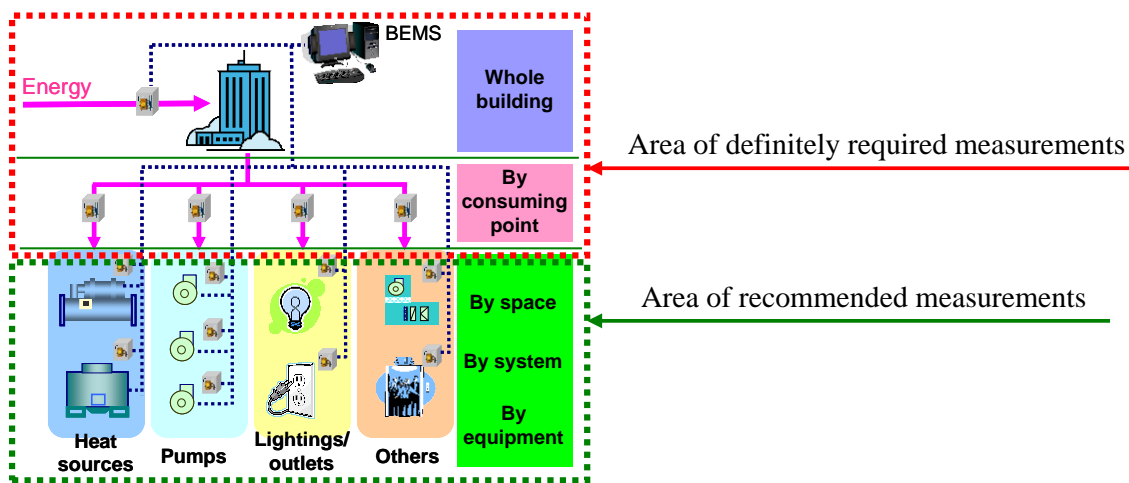 BEMS
Energy
Whole
building
Area of definitely required measurements
By
consuming
point
By space
Area of recommended measurements
By system
By
equipment
Heat
sources
Pumps
Lightings/
outlets
Others